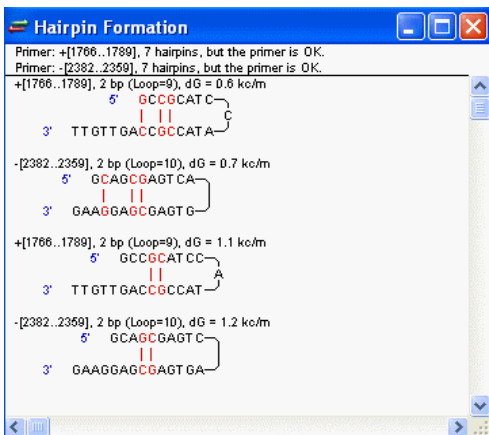 Hairpin Formation
Primer: +[1766..1789], 7 hairpins, but the primer is OK.
Primer: -[2382..2359], 7 hairpins, but the primer is OK.
+[1766..1789], 2 bp (Loop=9), dG = 0.6 kc/m
5' GCCGCATC
C
3' TTGTTGACCGCCATA
-[2382..2359], 2 bp (Loop=10), dG = 0.7 kc/m
5' GCAGCGAGTCA
3' GAAGGAGCGAGTG
+[1766..1789], 2 bp (Loop=9), dG = 1.1 kc/m
5' GCCGCATCC
A
3' TTGTTGACCGCCAT
-[2382..2359], 2 bp (Loop=10), dG = 1.2 kc/m
5' GCAGCGAGTC
3' GAAGGAGCGAGTGA